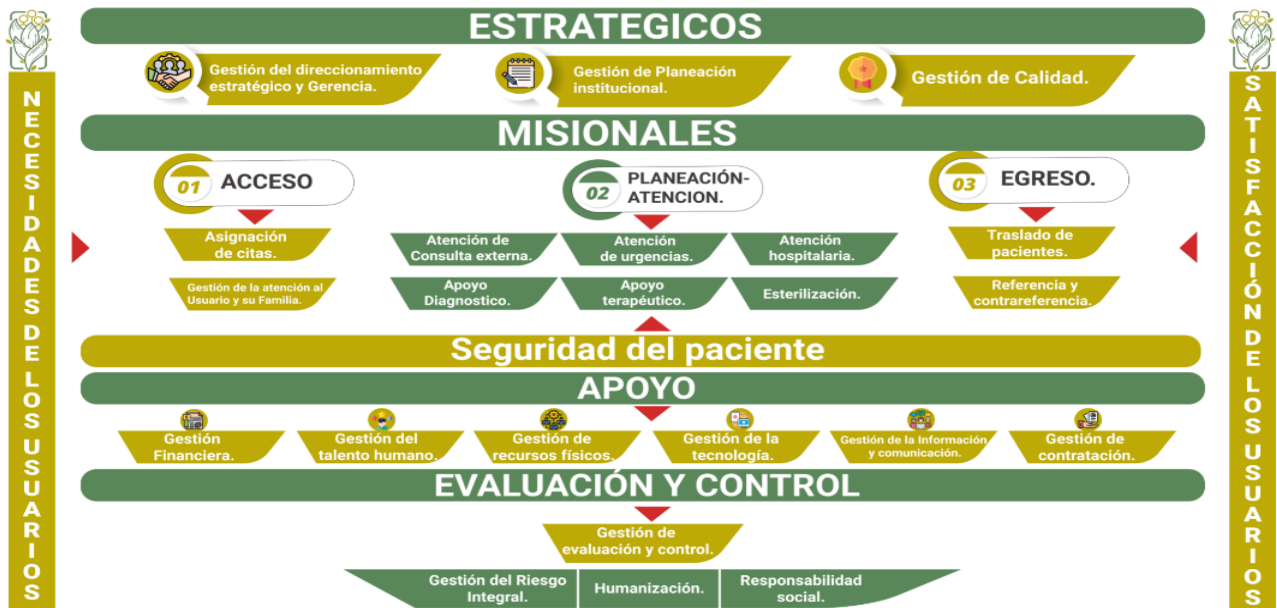 ESTRATEGICOS
Gestión del direccionamiento
estratégico y Gerencia.
Gestión de Planeación
institucional.
Gestión de Calidad.
NECESIDADES DE LOS USUARIOS
MISIONALES
01 ACCESO
Asignación
de citas.
Gestión de la atención al
Usuario y su Familia.
02 PLANEACIÓN-
ATENCION.
Atención de
Consulta externa.
Atención
de urgencias.
Atención
hospitalaria.
Apoyo
Diagnostico.
Apoyo
terapéutico.
Esterilización.
03 EGRESO.
Traslado de
pacientes.
Referencia y
contrareferencia.
Seguridad del paciente
APOYO
Gestión
Financiera.
Gestión del
talento humano.
Gestión de
recursos físicos.
Gestión de la
tecnología.
Gestión de la Información
y comunicación.
Gestión de
contratación.
EVALUACIÓN Y CONTROL
Gestión de
evaluación y control.
Gestión del Riesgo
Integral.
Humanización.
Responsabilidad
social.
SATISFACCIÓN DE LOS USUARIOS